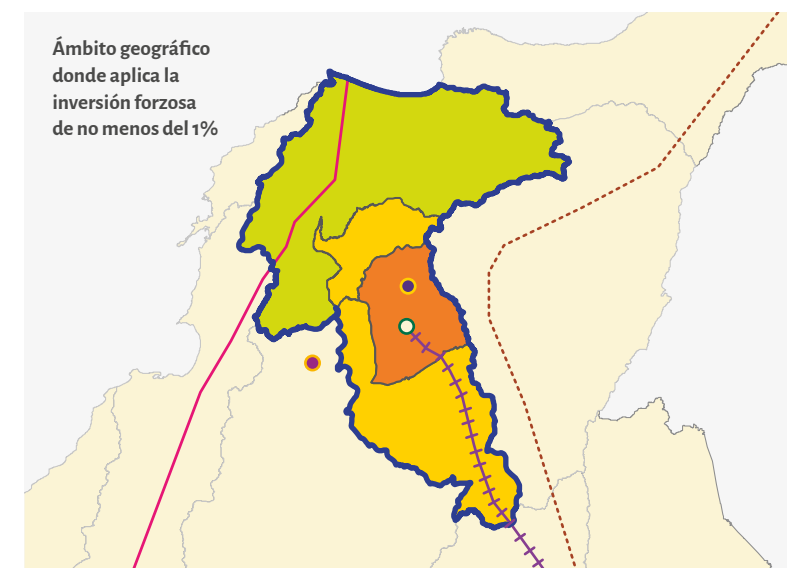 Ámbito geográfico
donde aplica la
inversión forzosa
de no menos del 1%